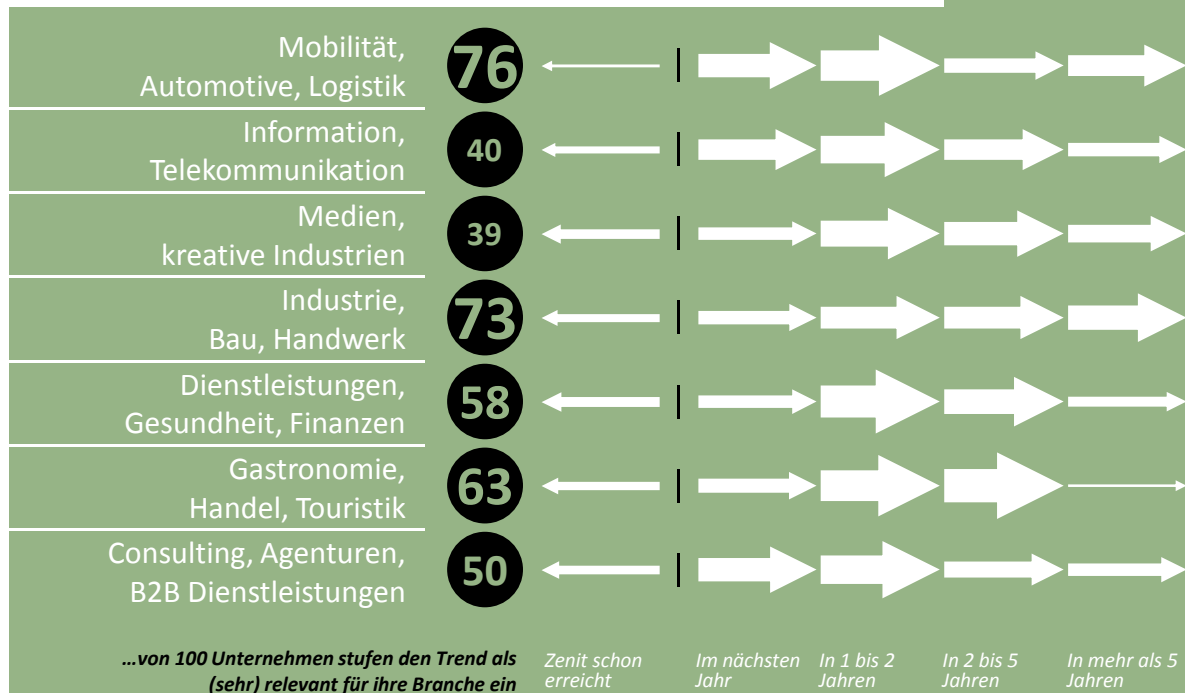 Mobilität,
Automotive, Logistik
76
Information,
Telekommunikation
40
Medien,
kreative Industrien
39
Industrie,
Bau, Handwerk
73
Dienstleistungen,
Gesundheit, Finanzen
58
Gastronomie,
Handel, Touristik
63
Consulting, Agenturen,
B2B Dienstleistungen
50
...von 100 Unternehmen stufen den Trend als
(sehr) relevant für ihre Branche ein
Zenit schon
erreicht
Im nächsten
Jahr
In 1 bis 2
Jahren
In 2 bis 5
Jahren
In mehr als 5
Jahren